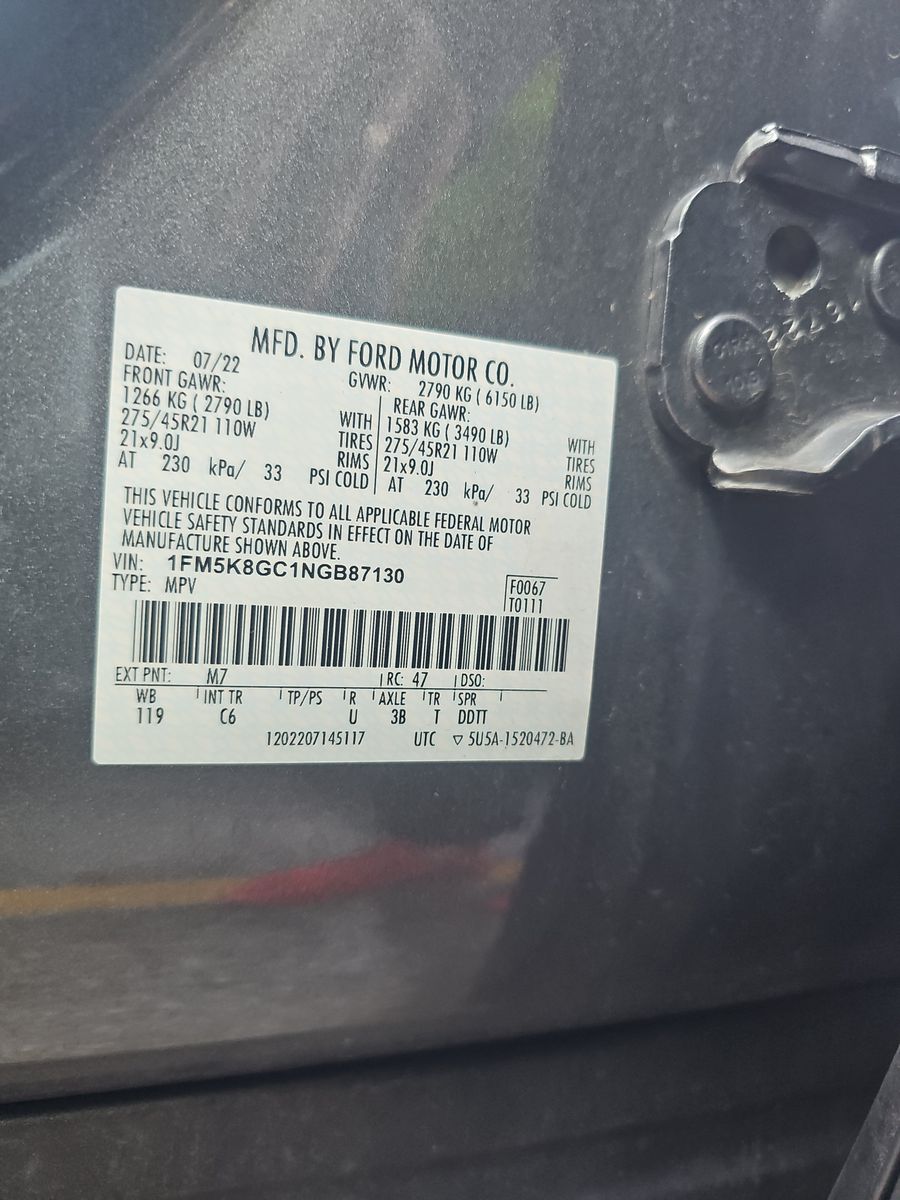 MFD. BY FORD MOTOR CO.
DATE: 07/22
GVWR: 2790 KG ( 6150 LB)
FRONT GAWR:
1266 KG ( 2790 LB) WITH
275/45R21 110W TIRES
21x9.0J RIMS
AT 230 kPa/ 33 PSI COLD
REAR GAWR:
1583 KG ( 3490 LB) WITH
275/45R21 110W TIRES
21x9.0J RIMS
AT 230 kPa/ 33 PSI COLD
THIS VEHICLE CONFORMS TO ALL APPLICABLE FEDERAL MOTOR
VEHICLE SAFETY STANDARDS IN EFFECT ON THE DATE OF
MANUFACTURE SHOWN ABOVE.
VIN: 1FM5K8GC1NGB87130
TYPE: MPV
F0067
T0111
EXT PNT: M7 RC: 47 DSO:
WB INT TR TP/PS R AXLE TR SPR
119 C6 U 3B T DDTT
1202207145117 UTC ▽ 5U5A-1520472-BA